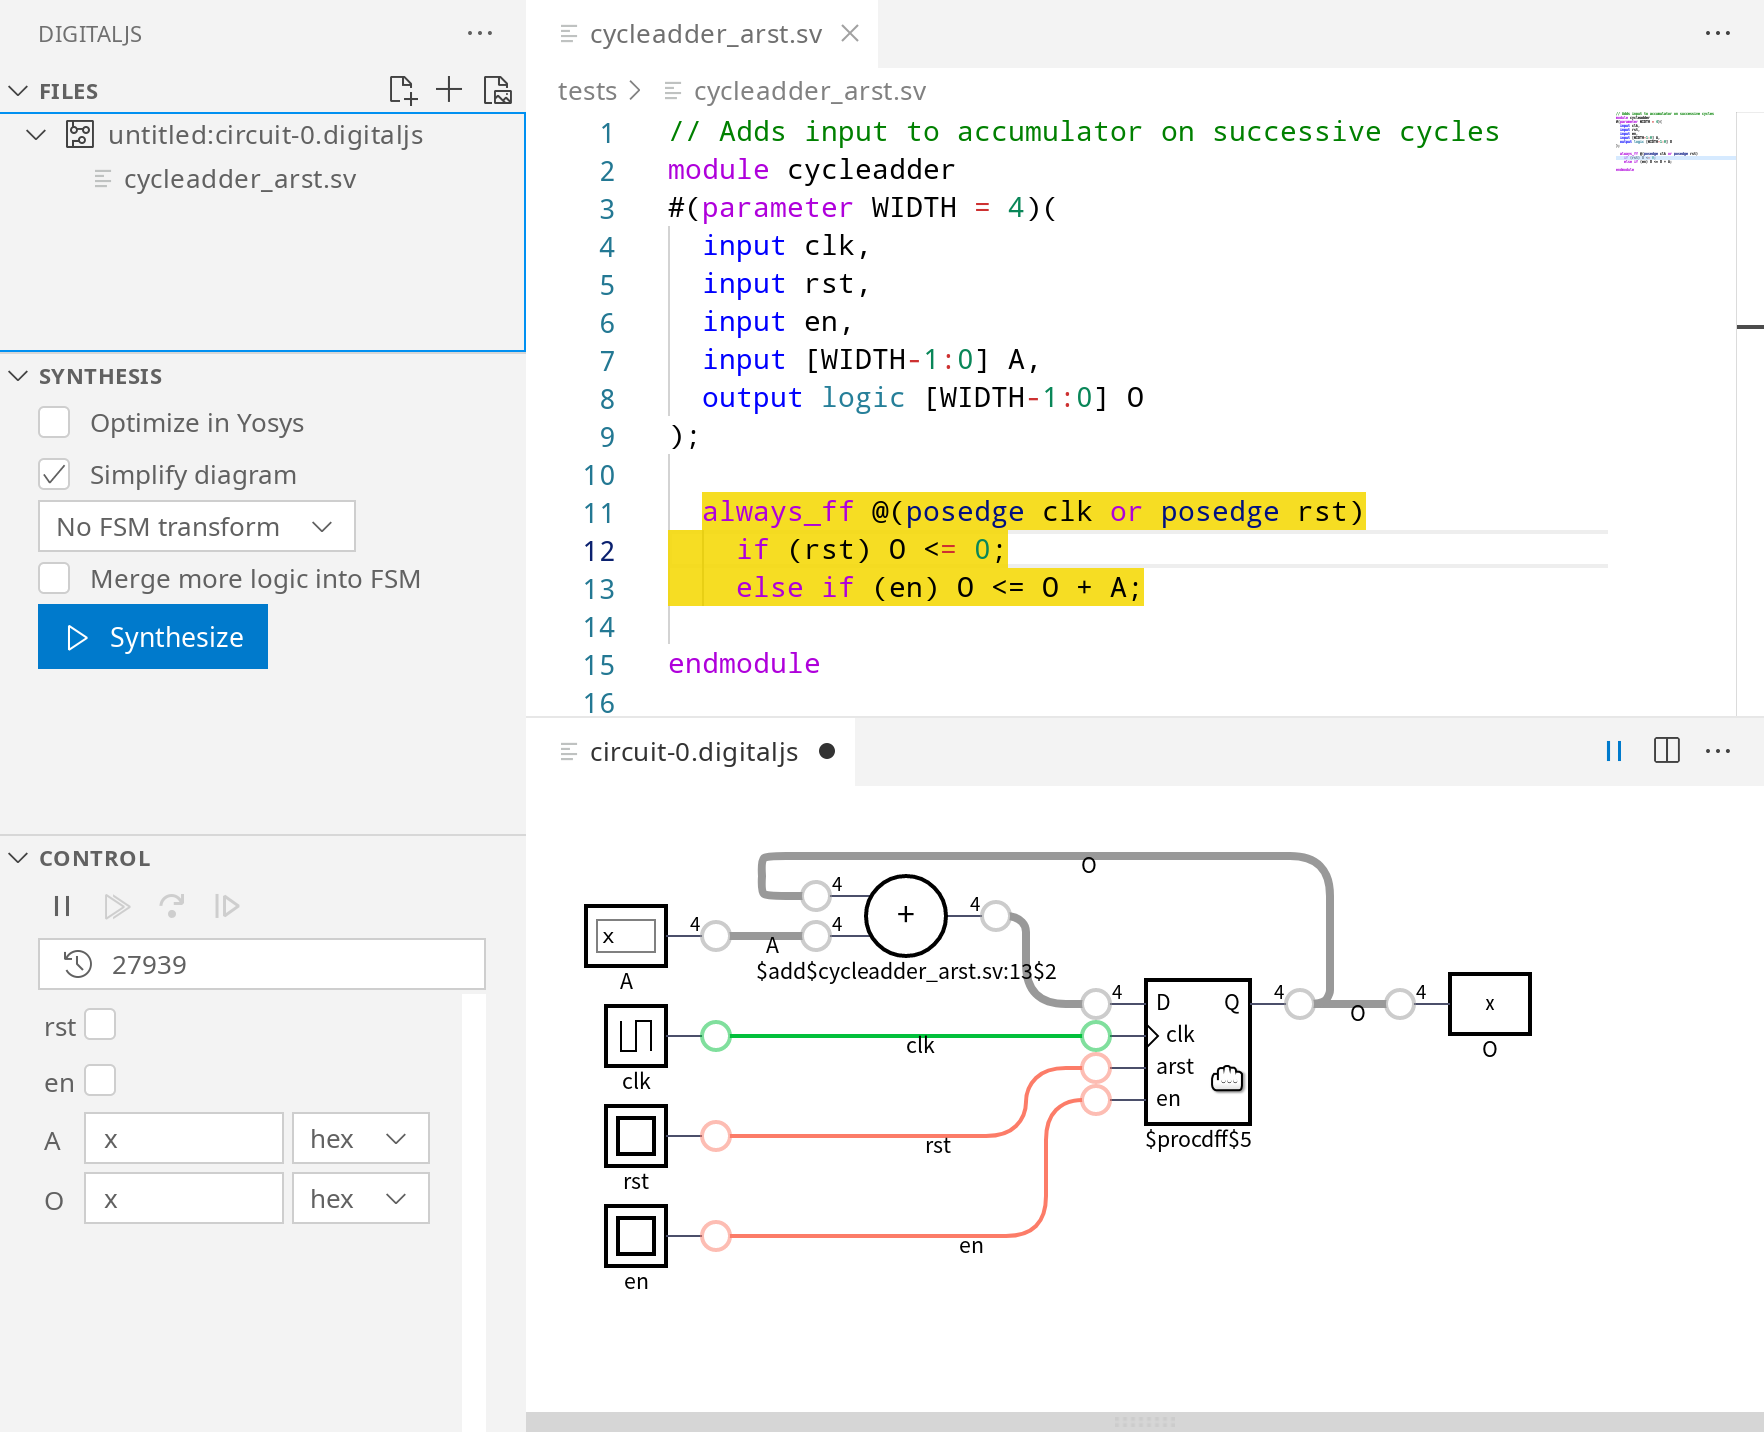 DIGITALJS
FILES
untitled:circuit-0.digitaljs
cycleadder_arst.sv
SYNTHESIS
Optimize in Yosys
Simplify diagram
No FSM transform
Merge more logic into FSM
Synthesize
CONTROL
27939
rst
en
A x hex
O x hex
cycleadder_arst.sv
tests cycleadder_arst.sv
1 // Adds input to accumulator on successive cycles
2 module cycleadder
3 #(parameter WIDTH = 4)(
4 input clk,
5 input rst,
6 input en,
7 input [WIDTH-1:0] A,
8 output logic [WIDTH-1:0] O
9 );
10
11 always_ff @(posedge clk or posedge rst)
12 if (rst) O <= 0;
13 else if (en) O <= O + A;
14
15 endmodule
16
circuit-0.digitaljs
O
4
+
4
x
4
A
4
A
$add$cycleadder_arst.sv:13$2
4
D
Q
4
O
4
x
O
clk
clk
clk
arst
en
$procdff$5
rst
rst
en
en